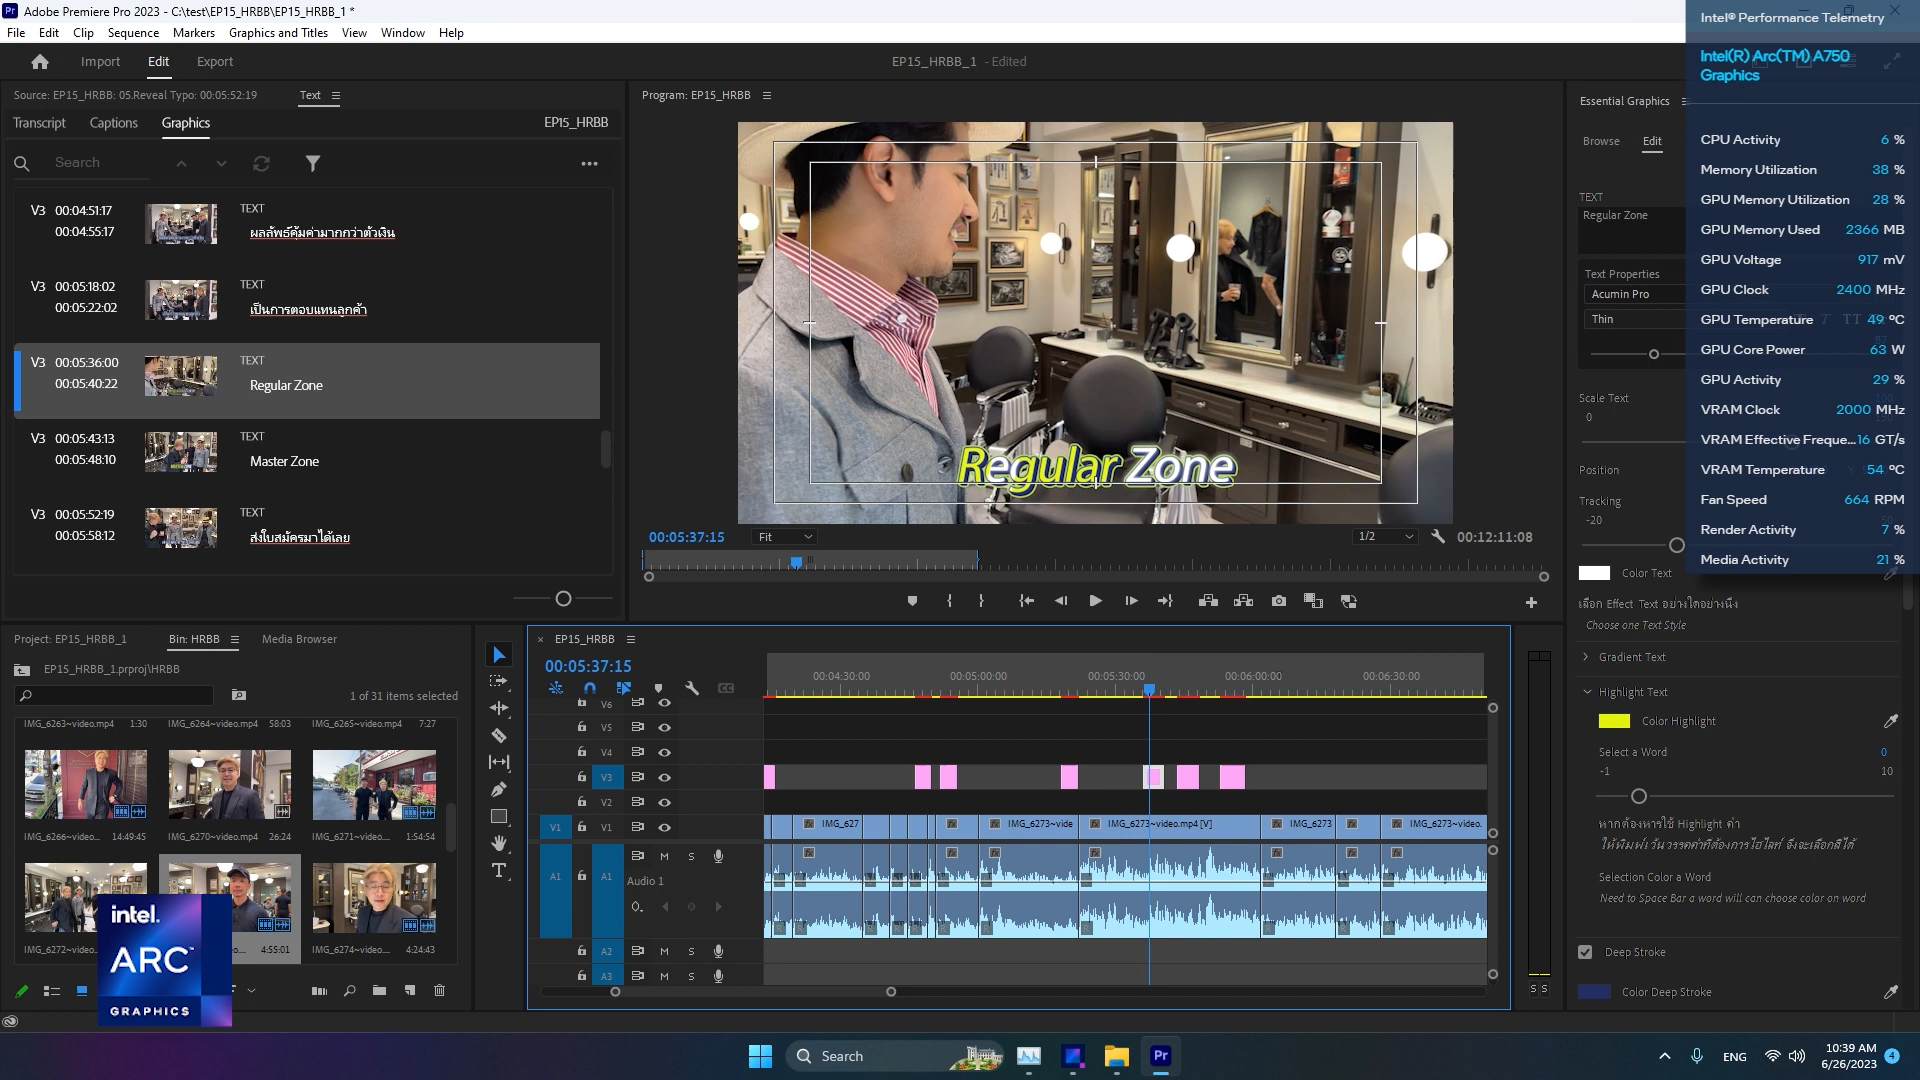 Adobe Premiere Pro 2023 - C:\test\EP15_HRBB\EP15_HRBB_1 *
File Edit Clip Sequence Markers Graphics and Titles View Window Help
Import Edit Export
EP15_HRBB_1 - Edited
Source: EP15_HRBB: 05.Reveal Typo: 00:05:52:19
Text
Transcript Captions Graphics
EP15_HRBB
Search
V3 00:04:51:17 TEXT
00:04:55:17 ผลลัพธ์คุ้มค่ามากกว่าตัวเงิน
V3 00:05:18:02 TEXT
00:05:22:02 เป็นการตอบแทนลูกค้า
V3 00:05:36:00 TEXT
00:05:40:22 Regular Zone
V3 00:05:43:13 TEXT
00:05:48:10 Master Zone
V3 00:05:52:19 TEXT
00:05:58:12 ส่งใบสมัครมาได้เลย
Program: EP15_HRBB
Regular Zone
00:05:37:15 Fit 1/2 00:12:11:08
Essential Graphics
Browse Edit
TEXT
Regular Zone
Text Properties
Acumin Pro
Thin
Scale Text
0
Position
Tracking
-20
Color Text
เลือก Effect Text อย่างใดอย่างนึง
Choose one Text Style
Gradient Text
Highlight Text
Color Highlight
Select a Word 0
-1 10
หากต้องหารใช้ Highlight คำ
ให้พิมพ์เว้นวรรคคำที่ต้องการไฮไลท์ จึงจะเลือกสีได้
Selection Color a Word
Need to Space Bar a word will can choose color on word
Deep Stroke
Color Deep Stroke
Intel® Performance Telemetry
Intel(R) Arc(TM) A750
Graphics
CPU Activity 6 %
Memory Utilization 38 %
GPU Memory Utilization 28 %
GPU Memory Used 2366 MB
GPU Voltage 917 mV
GPU Clock 2400 MHz
GPU Temperature 49 ºC
GPU Core Power 63 W
GPU Activity 29 %
VRAM Clock 2000 MHz
VRAM Effective Freque... 16 GT/s
VRAM Temperature 54 ºC
Fan Speed 664 RPM
Render Activity 7 %
Media Activity 21 %
Project: EP15_HRBB_1 Bin: HRBB Media Browser
EP15_HRBB_1.prproj\HRBB
1 of 31 items selected
IMG_6263~video.mp4 1:30 IMG_6264~video.mp4 58:03 IMG_6265~video.mp4 7:27
IMG_6266~video... 14:49:45 IMG_6270~video.mp4 26:24 IMG_6271~video... 1:54:54
IMG_6272~video... 4:55:01 IMG_6274~video... 4:24:43
intel.
ARC™
GRAPHICS
EP15_HRBB
00:05:37:15
00:04:30:00 00:05:00:00 00:05:30:00 00:06:00:00 00:06:30:00
V6
V5
V4
V3
V2
V1 V1 IMG_627 IMG_6273~vide IMG_6273~video.mp4 [V] IMG_6273 IMG_6273~video.
A1 A1 M S
Audio 1
A2 M S
A3 M S
S S
Search
ENG
10:39 AM
6/26/2023
4